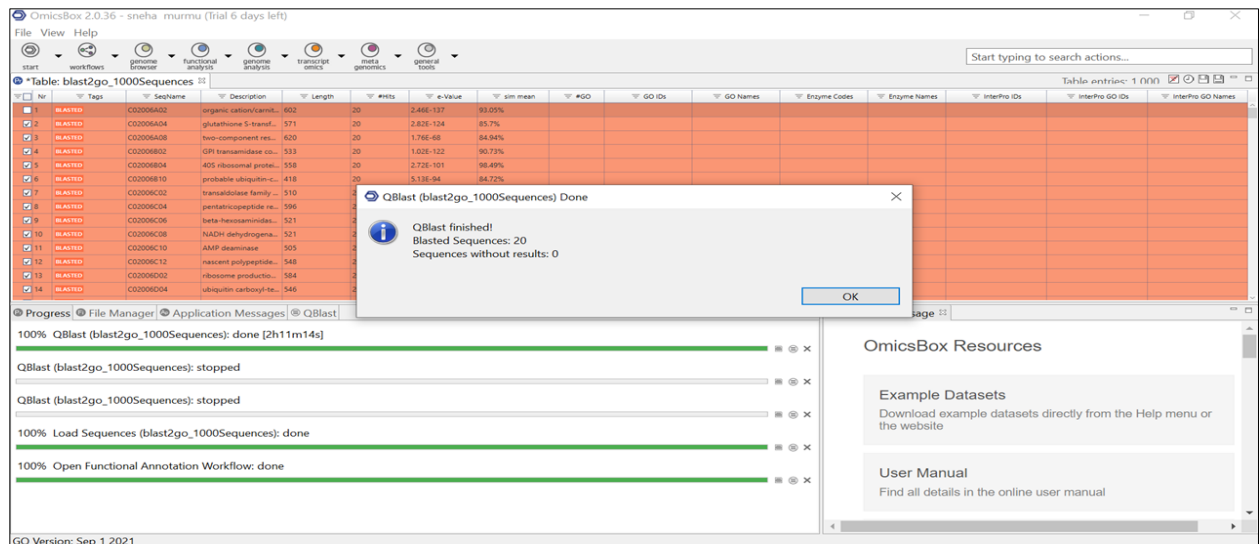 OmicsBox 2.0.36 - sneha murmu (Trial 6 days left)
File View Help
start workflows genome browser functional analysis genome analysis transcript omics meta genomics general tools
Start typing to search actions...
*Table: blast2go_1000Sequences
Table entries: 1 000
Nr Tags SeqName Description Length #Hits e-Value sim mean #GO GO IDs GO Names Enzyme Codes Enzyme Names InterPro IDs InterPro GO IDs InterPro GO Names
1 BLASTED C02006A02 organic cation/carnit... 602 20 2.46E-137 93.05%
2 BLASTED C02006A04 glutathione S-transf... 571 20 2.82E-124 85.7%
3 BLASTED C02006A08 two-component res... 620 20 1.76E-68 84.94%
4 BLASTED C02006B02 GPI transamidase co... 533 20 1.02E-122 90.73%
5 BLASTED C02006B04 40S ribosomal protei... 558 20 2.72E-101 98.49%
6 BLASTED C02006B10 probable ubiquitin-c... 418 20 5.13E-94 84.72%
7 BLASTED C02006C02 transaldolase family ... 510
8 BLASTED C02006C04 pentatricopeptide re... 596
9 BLASTED C02006C06 beta-hexosaminidas... 521
10 BLASTED C02006C08 NADH dehydrogena... 521
11 BLASTED C02006C10 AMP deaminase 505
12 BLASTED C02006C12 nascent polypeptide... 548
13 BLASTED C02006D02 ribosome productio... 584
14 BLASTED C02006D04 ubiquitin carboxyl-te... 546
QBlast (blast2go_1000Sequences) Done
QBlast finished!
Blasted Sequences: 20
Sequences without results: 0
OK
Progress File Manager Application Messages QBlast
100% QBlast (blast2go_1000Sequences): done [2h11m14s]
QBlast (blast2go_1000Sequences): stopped
QBlast (blast2go_1000Sequences): stopped
100% Load Sequences (blast2go_1000Sequences): done
100% Open Functional Annotation Workflow: done
OmicsBox Resources
Example Datasets
Download example datasets directly from the Help menu or
the website
User Manual
Find all details in the online user manual
GO Version: Sep 1 2021